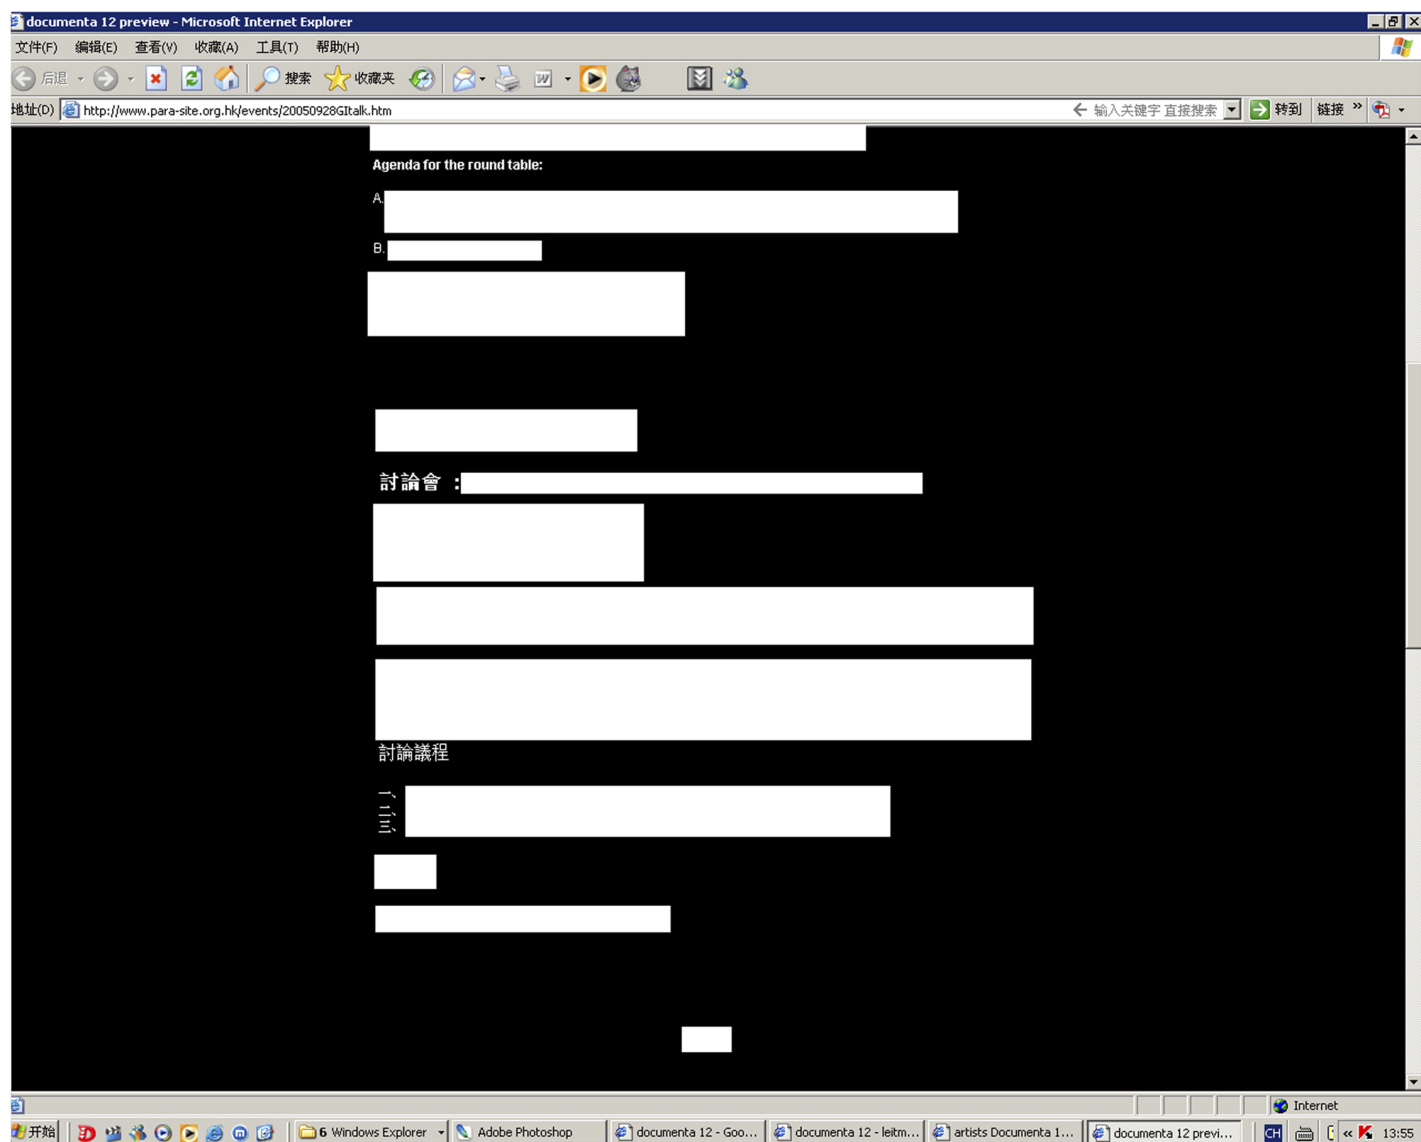 documenta 12 preview - Microsoft Internet Explorer
文件(F) 编辑(E) 查看(V) 收藏(A) 工具(T) 帮助(H)
后退 搜索 收藏夹
地址(D) http://www.para-site.org.hk/events/20050928GItalk.htm 输入关键字 直接搜索 转到 链接 »
Agenda for the round table:
A.
B.
討論會 :
討論議程
一、
二、
三、
Internet
开始 6 Windows Explorer Adobe Photoshop documenta 12 - Goo... documenta 12 - leitm... artists Documenta 1... documenta 12 previ... CH « 13:55